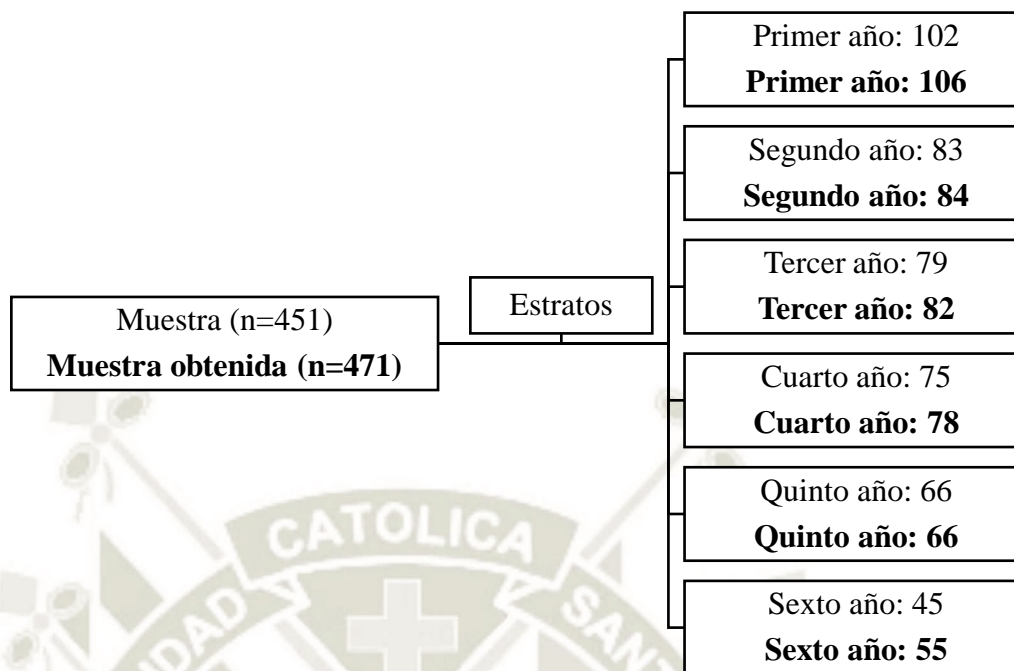 Primer año: 102
Primer año: 106
Segundo año: 83
Segundo año: 84
Tercer año: 79
Tercer año: 82
Estratos
Muestra (n=451)
Muestra obtenida (n=471)
Cuarto año: 75
Cuarto año: 78
Quinto año: 66
Quinto año: 66
Sexto año: 45
Sexto año: 55
CATOLICA